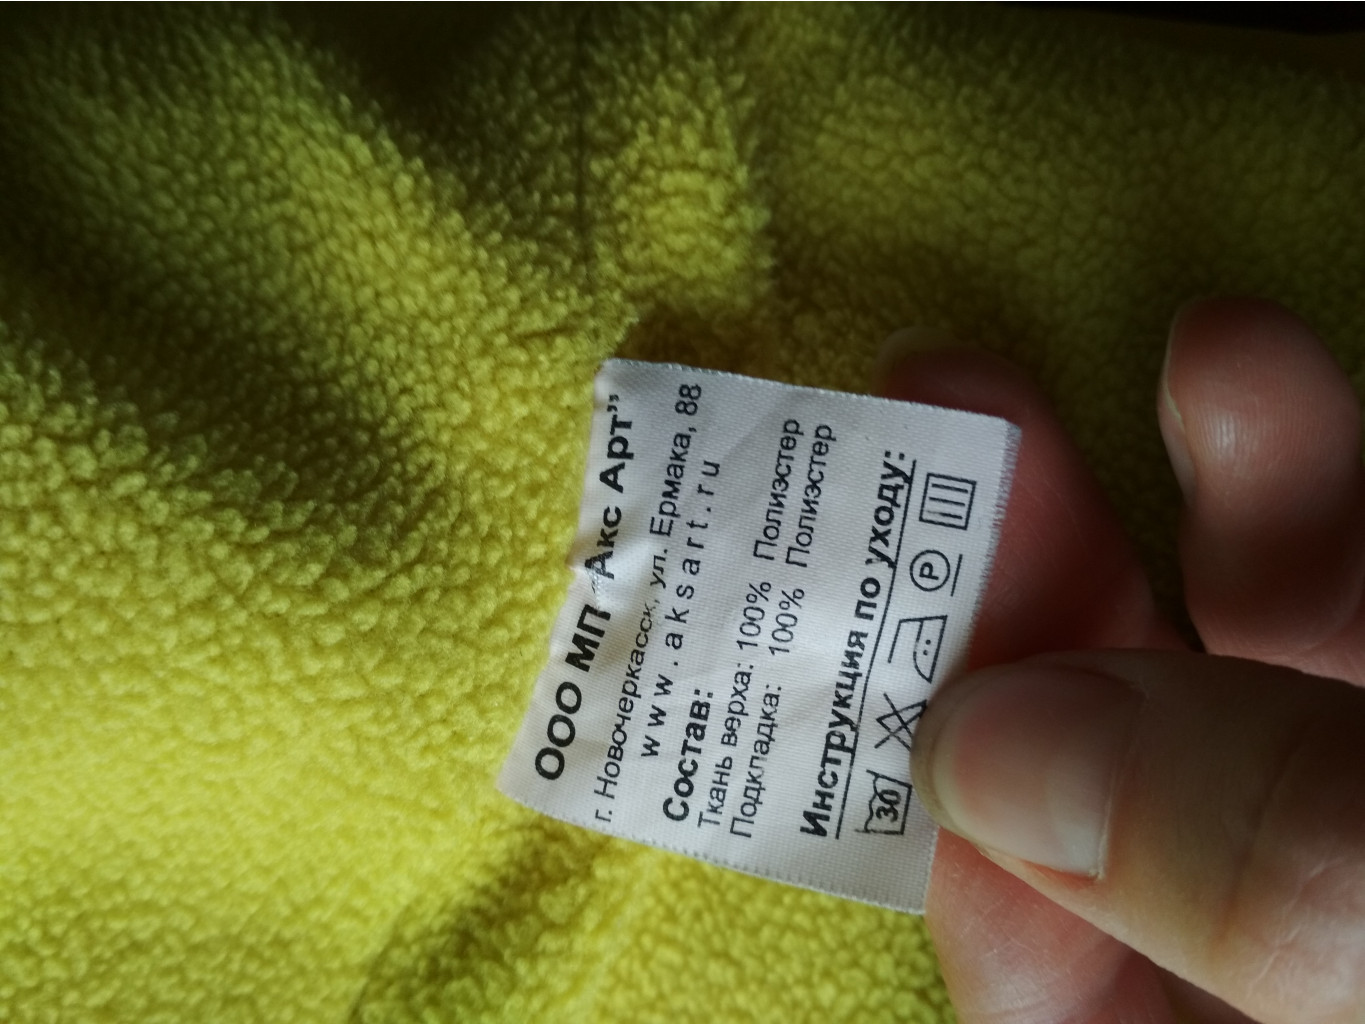 ООО МП "Акс Арт"
г. Новочеркасск, ул. Ермака, 88
www.aksart.ru
Состав:
Ткань верха: 100% Полиэстер
Подкладка: 100% Полиэстер
Инструкция по уходу:
30 P